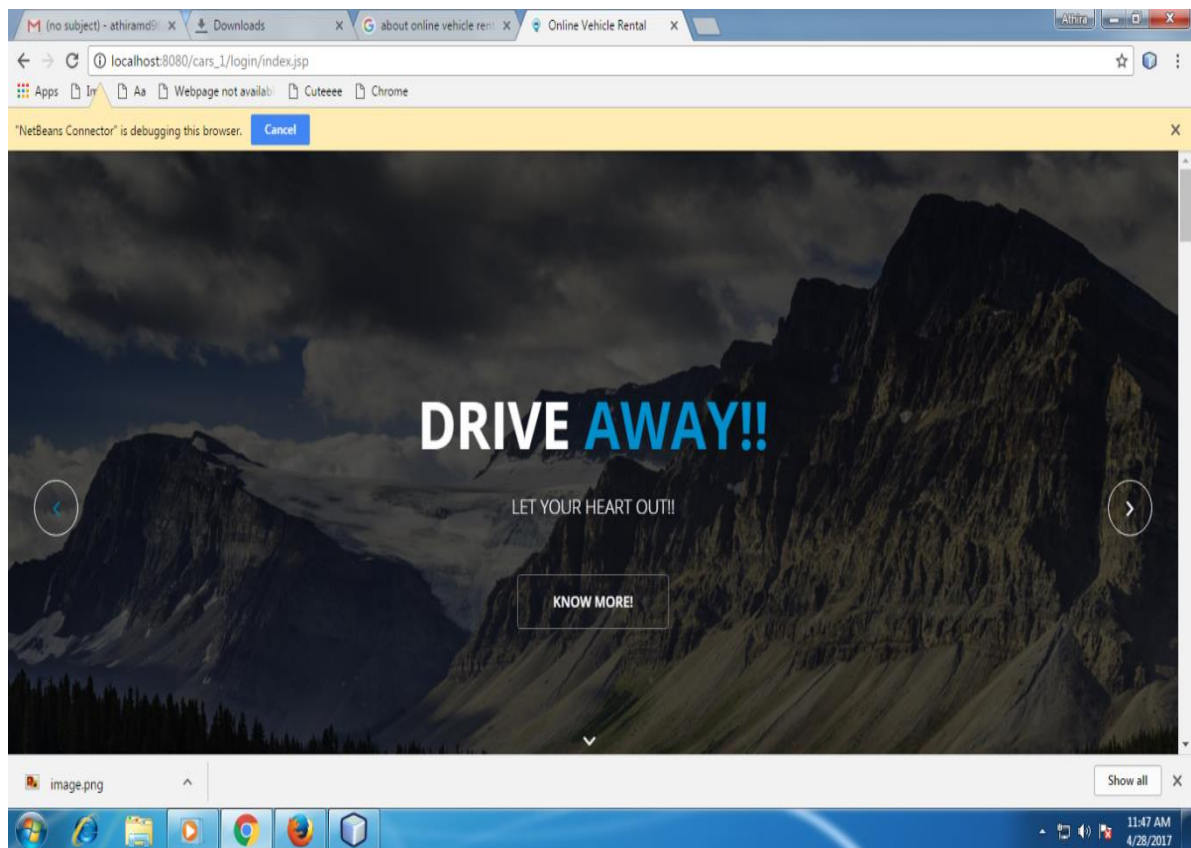 (no subject) - athiramd9
Downloads
about online vehicle ren
Online Vehicle Rental
Athira
localhost:8080/cars_1/login/index.jsp
Apps
Aa
Webpage not availab
Cuteeee
Chrome
"NetBeans Connector" is debugging this browser.
Cancel
DRIVE AWAY!!
LET YOUR HEART OUT!!
KNOW MORE!
image.png
Show all
11:47 AM
4/28/2017